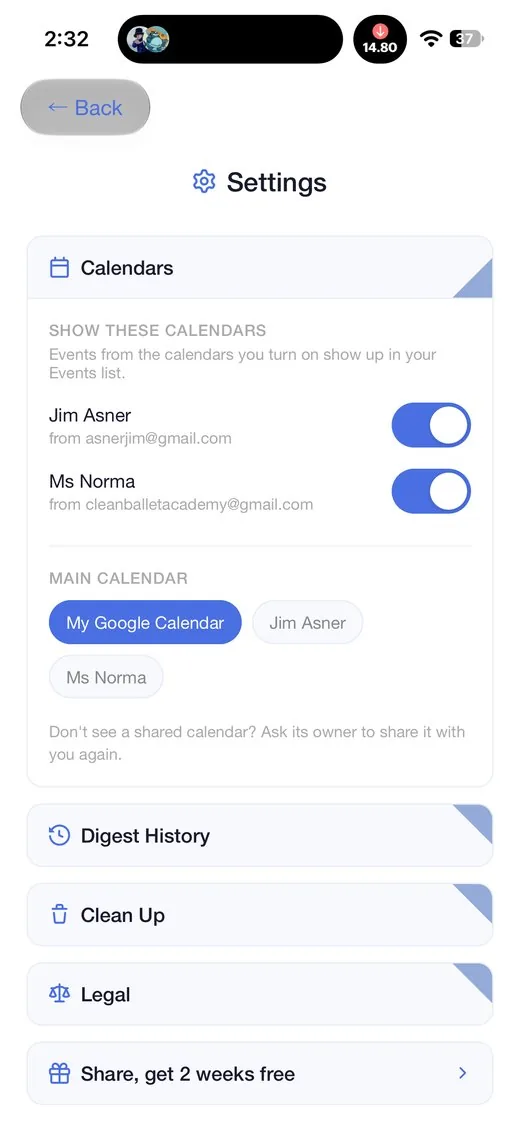 2:32
14.80
37
← Back
Settings
Calendars
SHOW THESE CALENDARS
Events from the calendars you turn on show up in your
Events list.
Jim Asner
from asnerjim@gmail.com
Ms Norma
from cleanballetacademy@gmail.com
MAIN CALENDAR
My Google Calendar
Jim Asner
Ms Norma
Don't see a shared calendar? Ask its owner to share it with
you again.
Digest History
Clean Up
Legal
Share, get 2 weeks free